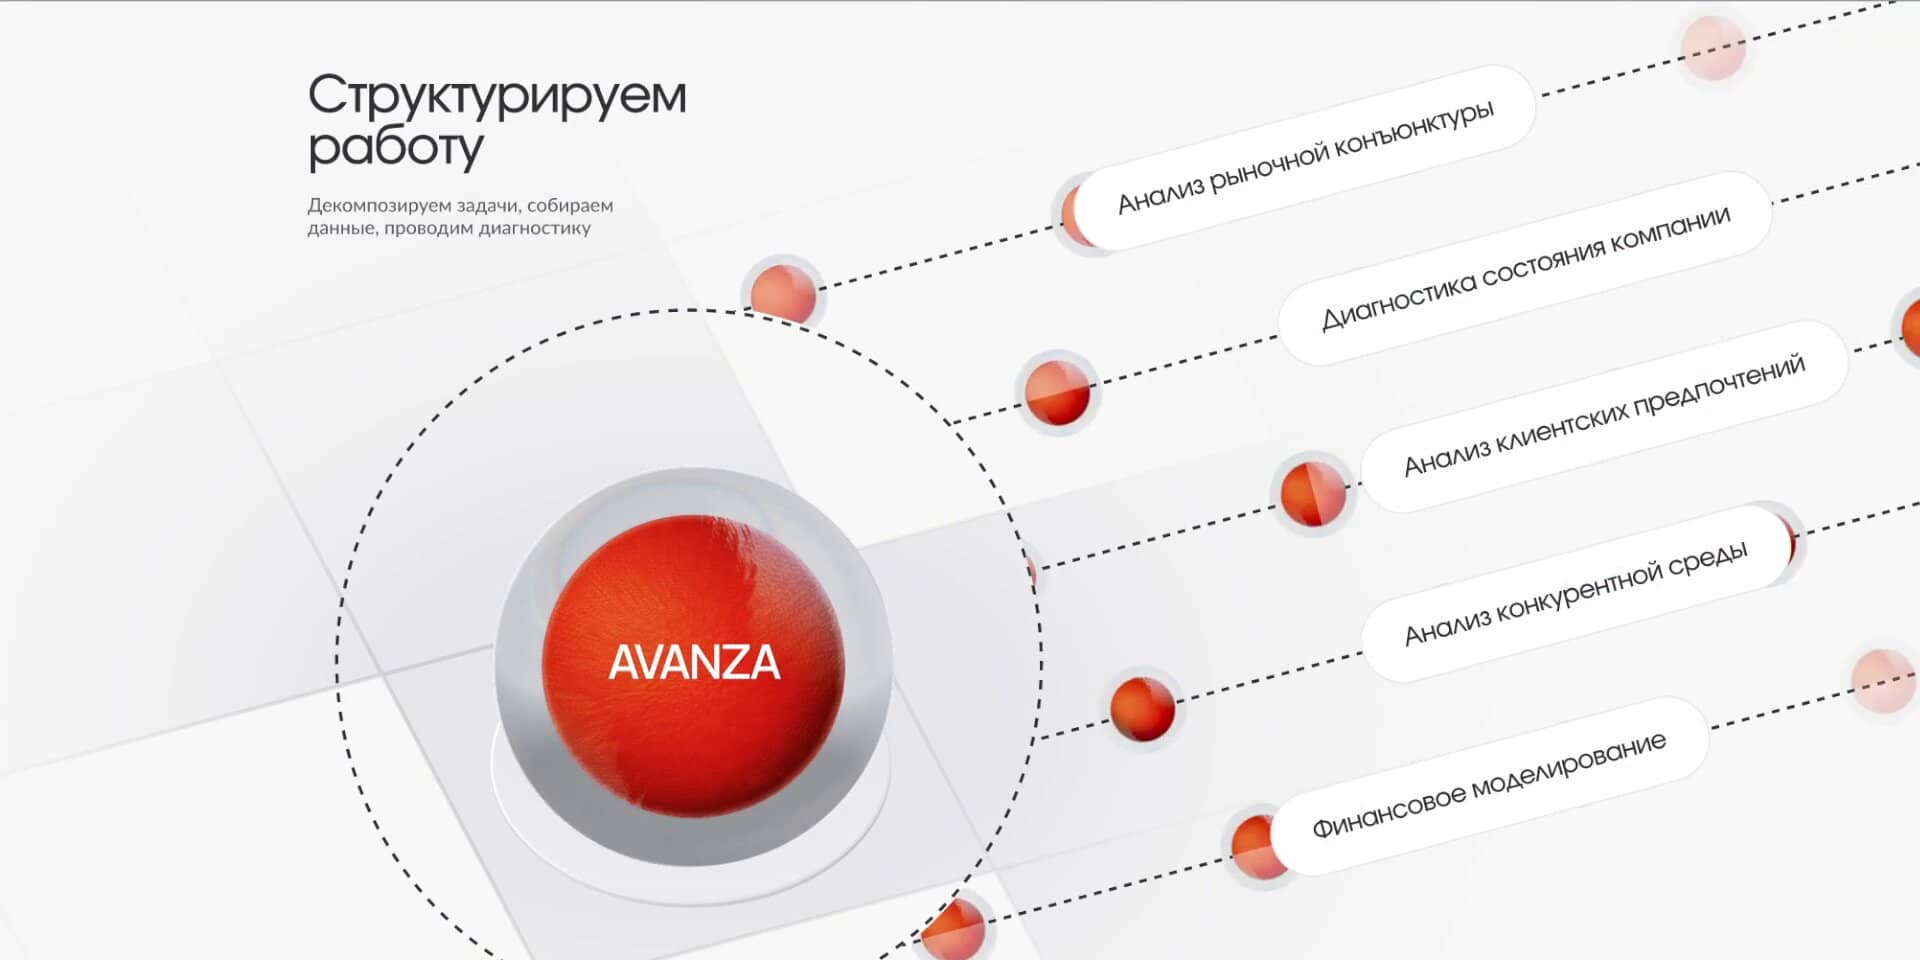 Структурируем
работу
Декомпозируем задачи, собираем
данные, проводим диагностику
Анализ рыночной конъюнктуры
Диагностика состояния компании
Анализ клиентских предпочтений
Анализ конкурентной среды
Финансовое моделирование
AVANZA